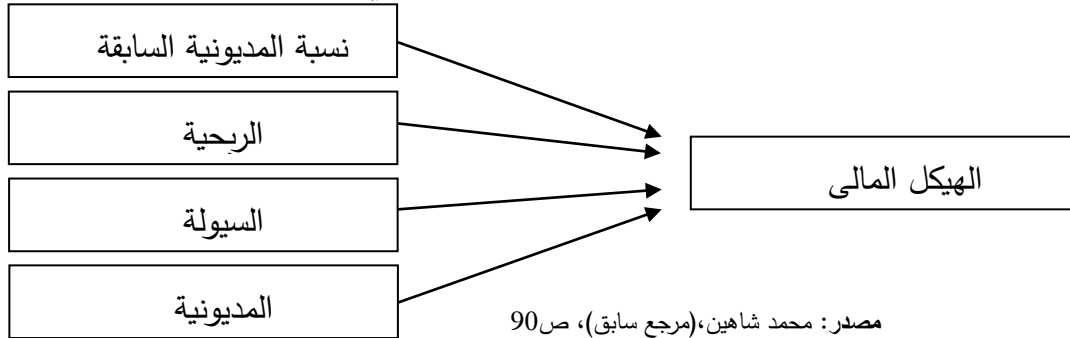 نسبة المديونية السابقة
الربحية
السيولة
المديونية
الهيكل المالى
مصدر: محمد شاهين،(مرجع سابق)، ص90